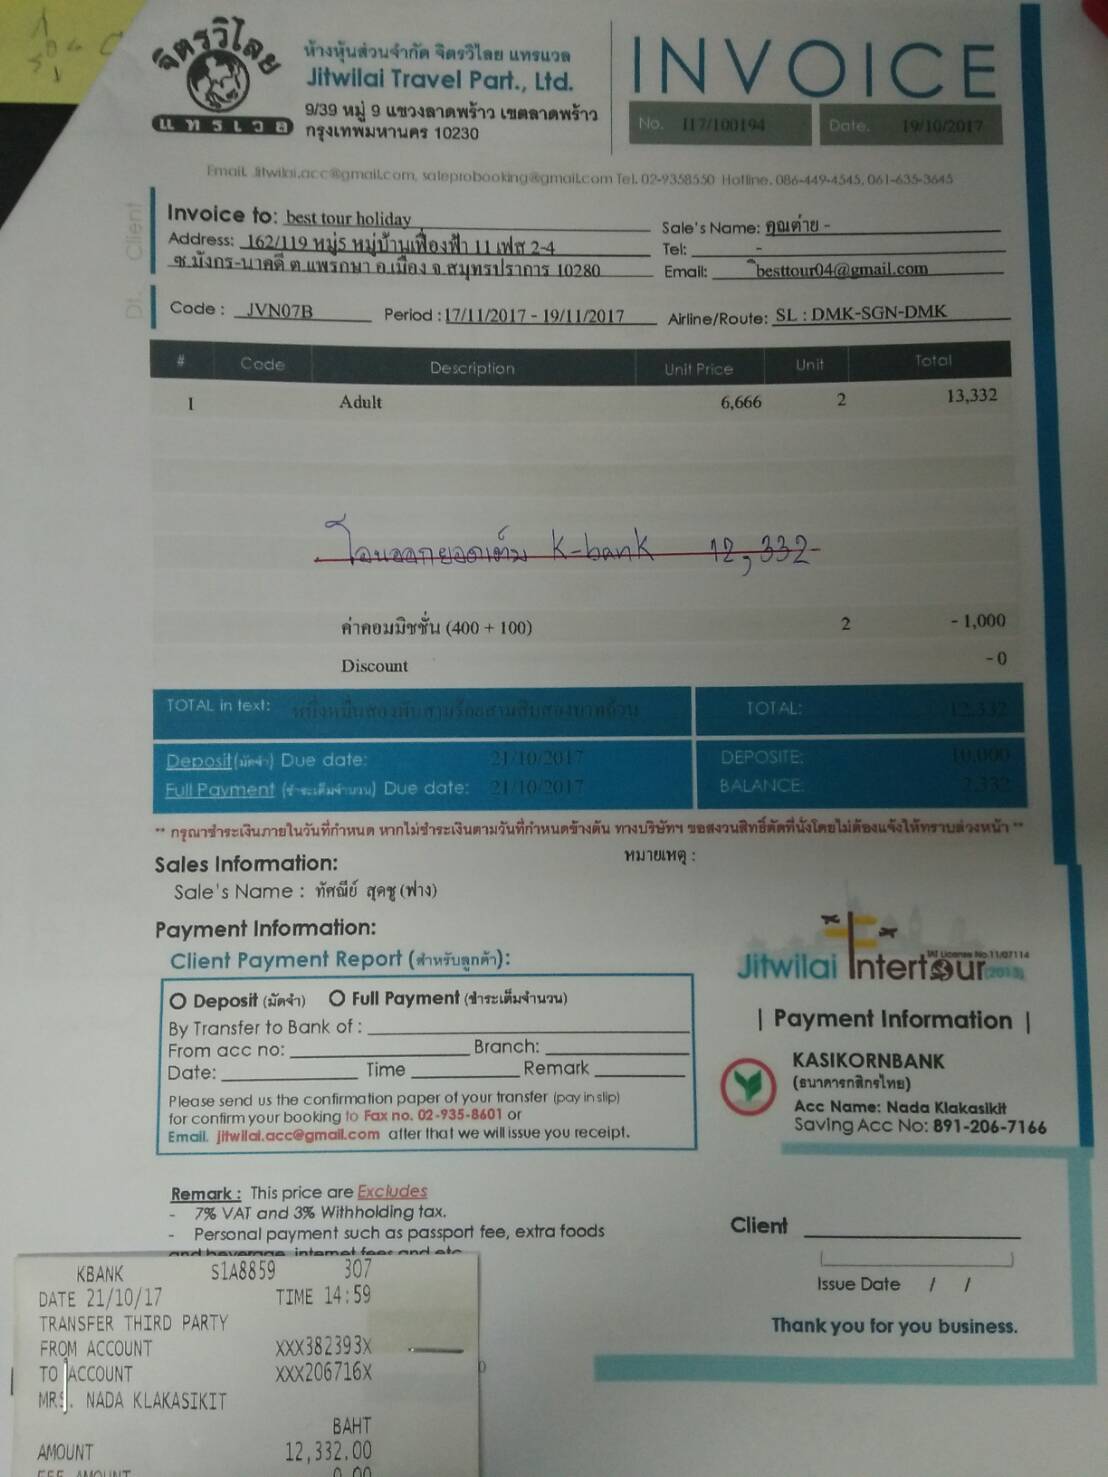 จิตรวิไลย
แทรเวล
ห้างหุ้นส่วนจำกัด จิตรวิไลย แทรแวล
Jitwilai Travel Part., Ltd.
9/39 หมู่ 9 แขวงลาดพร้าว เขตลาดพร้าว
กรุงเทพมหานคร 10230
INVOICE
No. I17/100194 Date. 19/10/2017
Email. Jitwilai.acc@gmail.com, saleprobooking@gmail.com Tel. 02-9358550 Hotline. 086-449-4545, 061-635-3645
Client
Invoice to: best tour holiday
Sale's Name: คุณต่าย -
Address: 162/119 หมู่5 หมู่บ้านเฟื่องฟ้า 11 เฟส 2-4
Tel: -
ซ.มังกร-นาคดี ต.แพรกษา อ.เมือง จ.สมุทรปราการ 10280
Email: besttour04@gmail.com
Code : JVN07B Period : 17/11/2017 - 19/11/2017 Airline/Route: SL : DMK-SGN-DMK
# Code Description Unit Price Unit Total
1 Adult 6,666 2 13,332
โอนออกยอดเต็ม K-bank 12,332-
ค่าคอมมิชชั่น (400 + 100) 2 - 1,000
Discount - 0
TOTAL in text: หนึ่งหมื่นสองพันสามร้อยสามสิบสองบาทถ้วน TOTAL: 12,332
Deposit (มัดจำ) Due date: 21/10/2017 DEPOSITE: 10,000
Full Payment (ชำระเต็มจำนวน) Due date: 21/10/2017 BALANCE: 2,332
** กรุณาชำระเงินภายในวันที่กำหนด หากไม่ชำระเงินตามวันที่กำหนดข้างต้น ทางบริษัทฯ ขอสงวนสิทธิ์ตัดที่นั่งโดยไม่ต้องแจ้งให้ทราบล่วงหน้า **
Sales Information:
หมายเหตุ :
Sale's Name : ทัศณีย์ สุดชู (ฟาง)
Payment Information:
Client Payment Report (สำหรับลูกค้า):
Deposit (มัดจำ) Full Payment (ชำระเต็มจำนวน)
By Transfer to Bank of :
From acc no: Branch:
Date: Time Remark
Please send us the confirmation paper of your transfer (pay in slip)
for confirm your booking to Fax no. 02-935-8601 or
Email. jitwilai.acc@gmail.com after that we will issue you receipt.
TAT License No.11/07114
Jitwilai Intertour (2013)
| Payment Information |
KASIKORNBANK
(ธนาคารกสิกรไทย)
Acc Name: Nada Klakasikit
Saving Acc No: 891-206-7166
Remark : This price are Excludes
- 7% VAT and 3% Withholding tax.
- Personal payment such as passport fee, extra foods
and beverage, internet fees and etc
Client
Issue Date / /
Thank you for you business.
KBANK S1A8859 307
DATE 21/10/17 TIME 14:59
TRANSFER THIRD PARTY
FROM ACCOUNT XXX382393X
TO ACCOUNT XXX206716X
MRS. NADA KLAKASIKIT
BAHT
AMOUNT 12,332.00
FEE AMOUNT 0.00